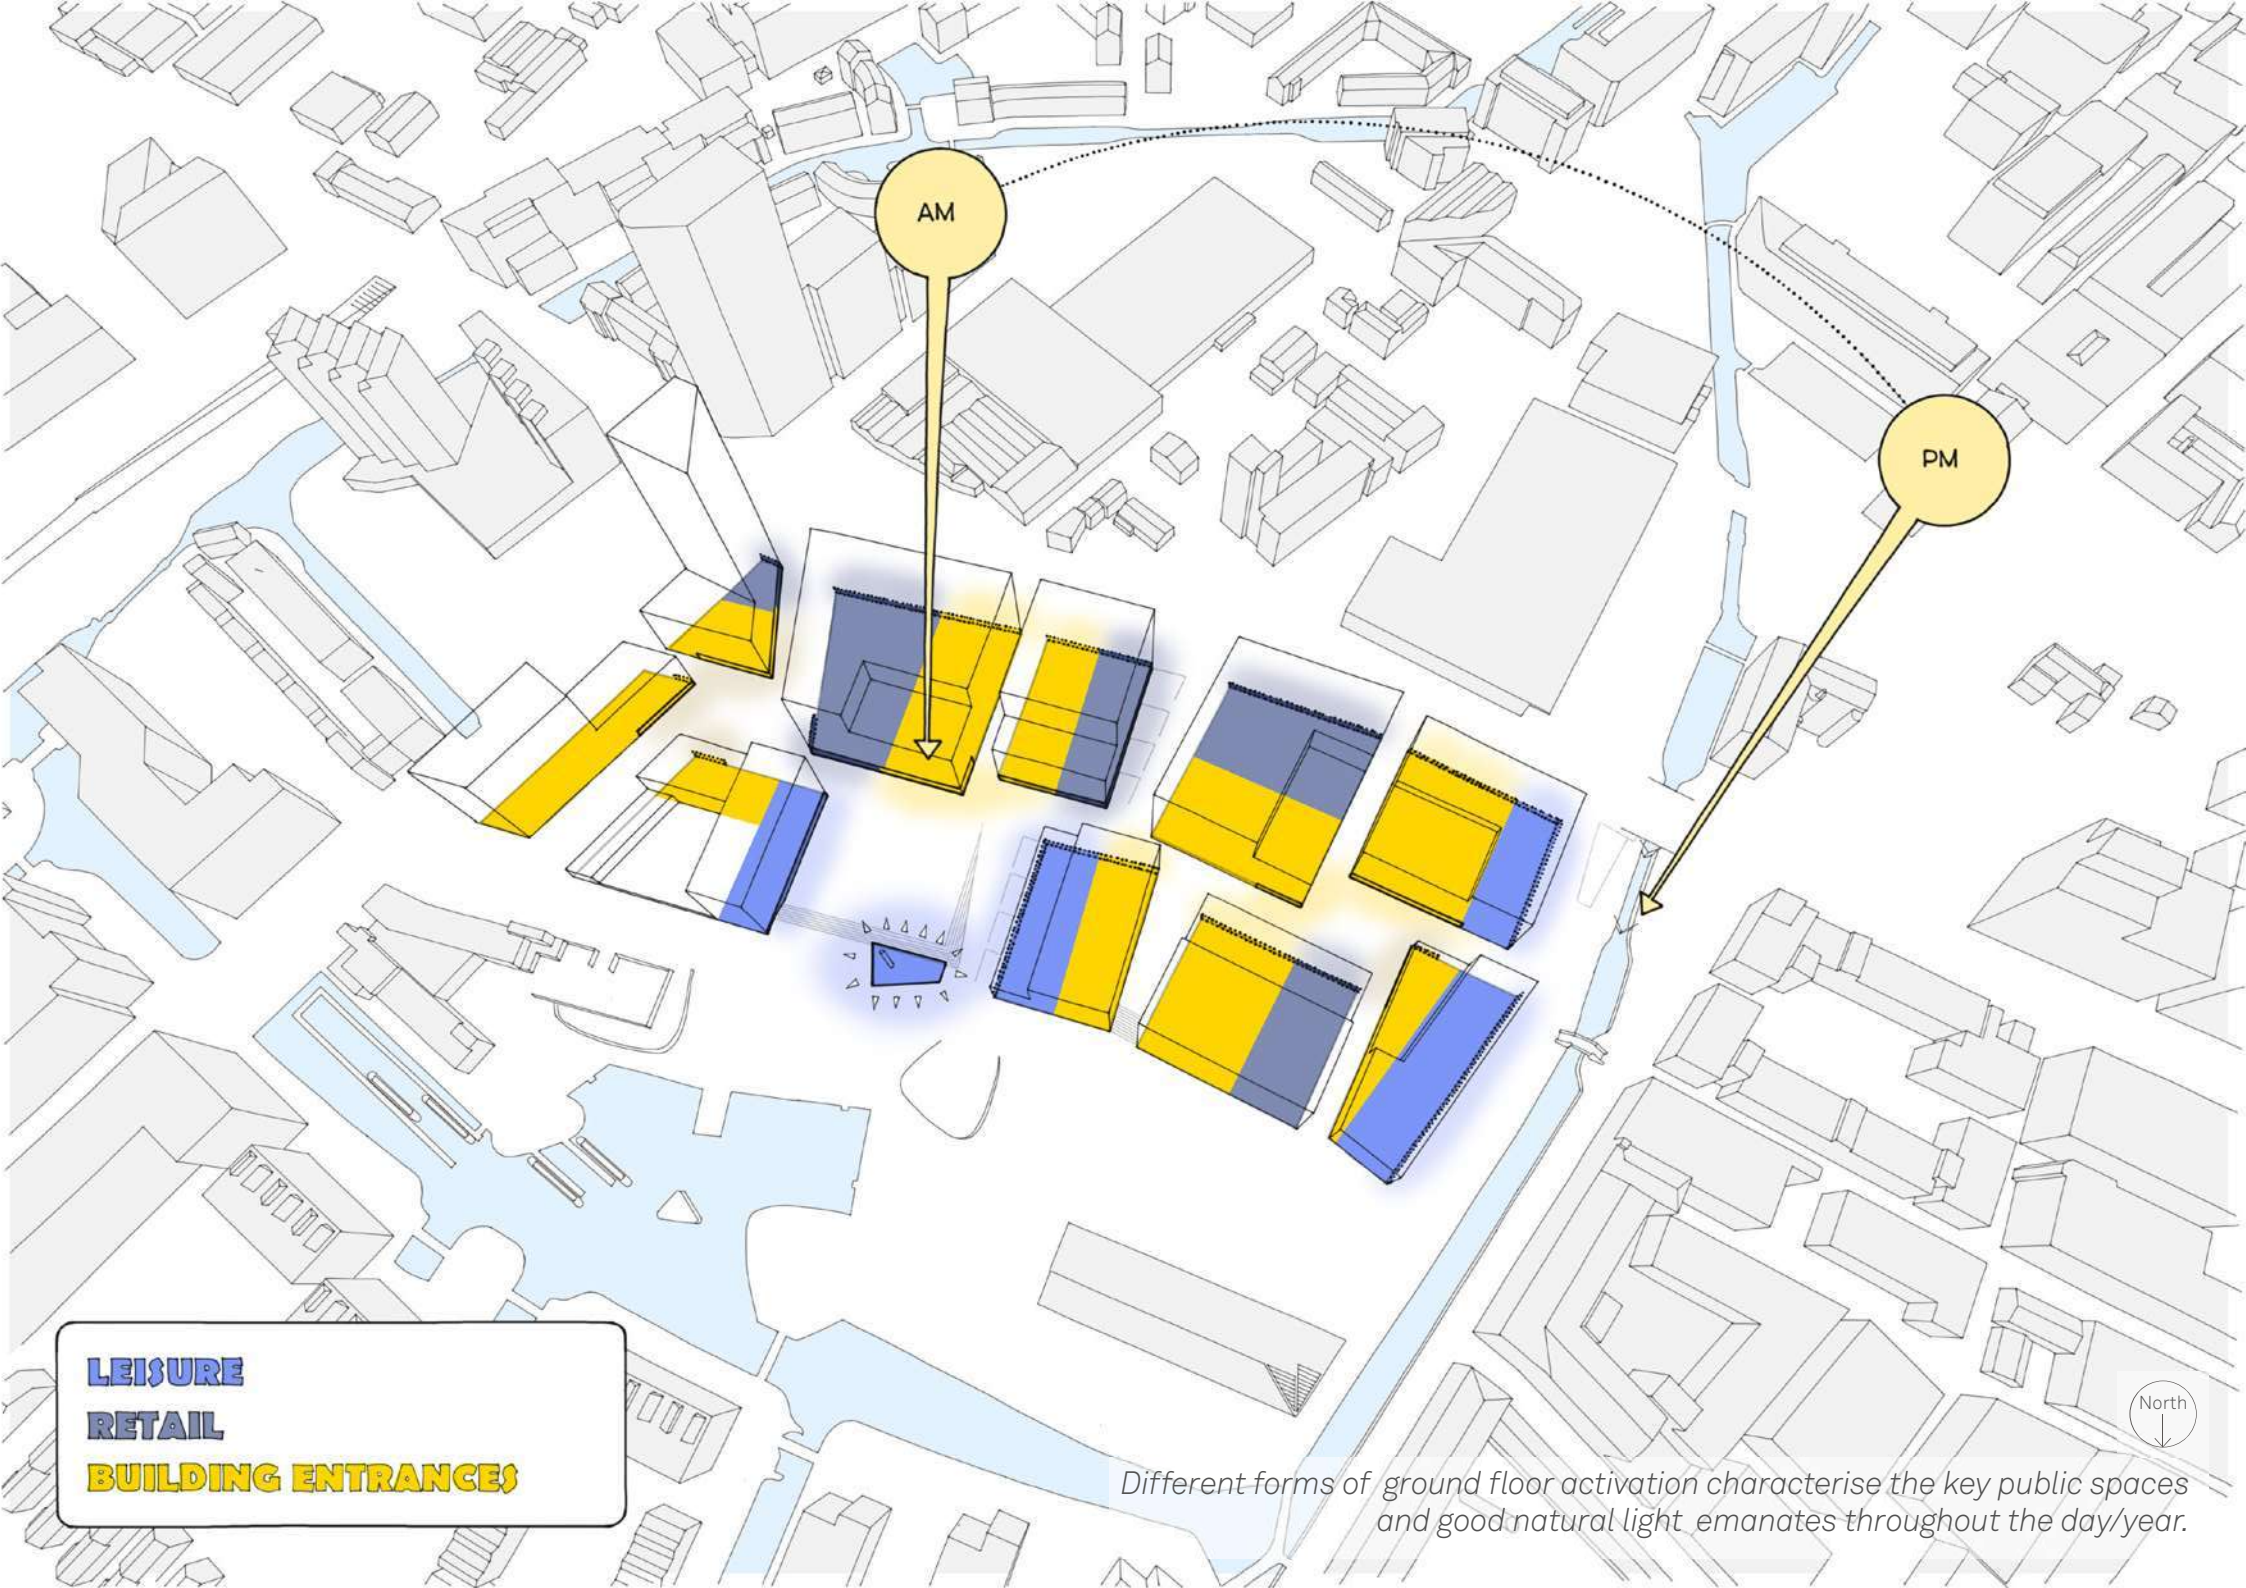 AM
PM
LEISURE
RETAIL
BUILDING ENTRANCES
North
Different forms of ground floor activation characterise the key public spaces
and good natural light emanates throughout the day/year.